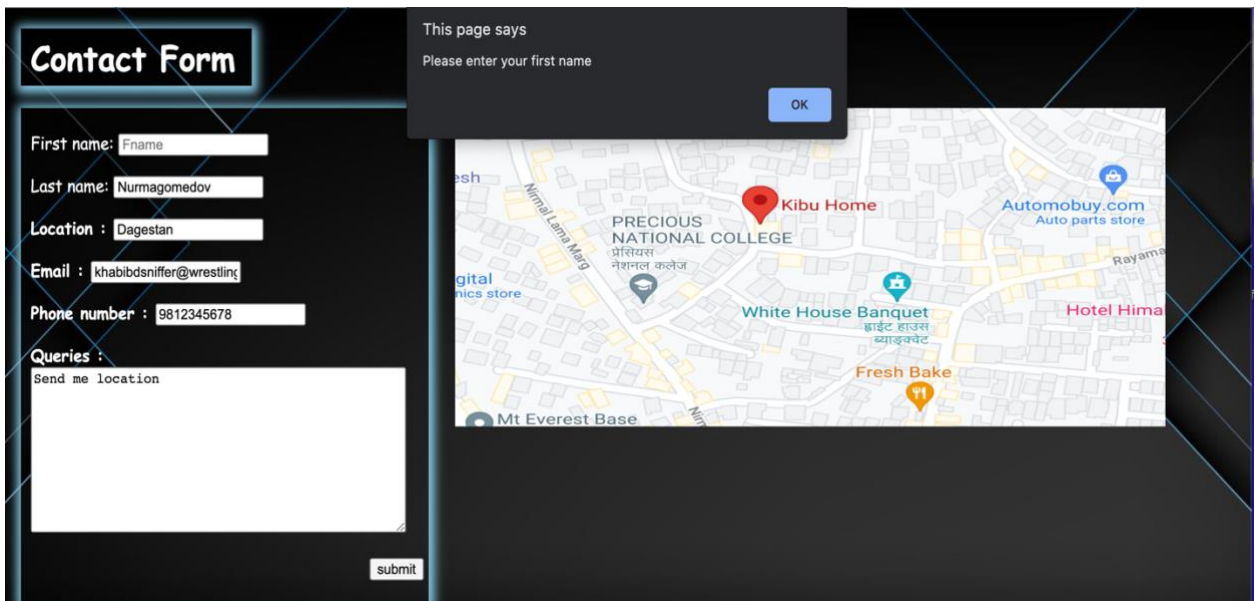 This page says
Please enter your first name
OK
Contact Form
First name: Fname
Last name: Nurmagomedov
Location : Dagestan
Email : khabibdsniffer@wrestling
Phone number : 9812345678
Queries :
Send me location
submit
esh
Nirmal Lama Marg
Kibu Home
Automobuy.com
Auto parts store
PRECIOUS
NATIONAL COLLEGE
प्रेसियस
नेशनल कलेज
Rayama
gital
nics store
White House Banquet
ह्वाईट हाउस
ब्याङ्क्वेट
Hotel Hima
Fresh Bake
Mt Everest Base
Nirm